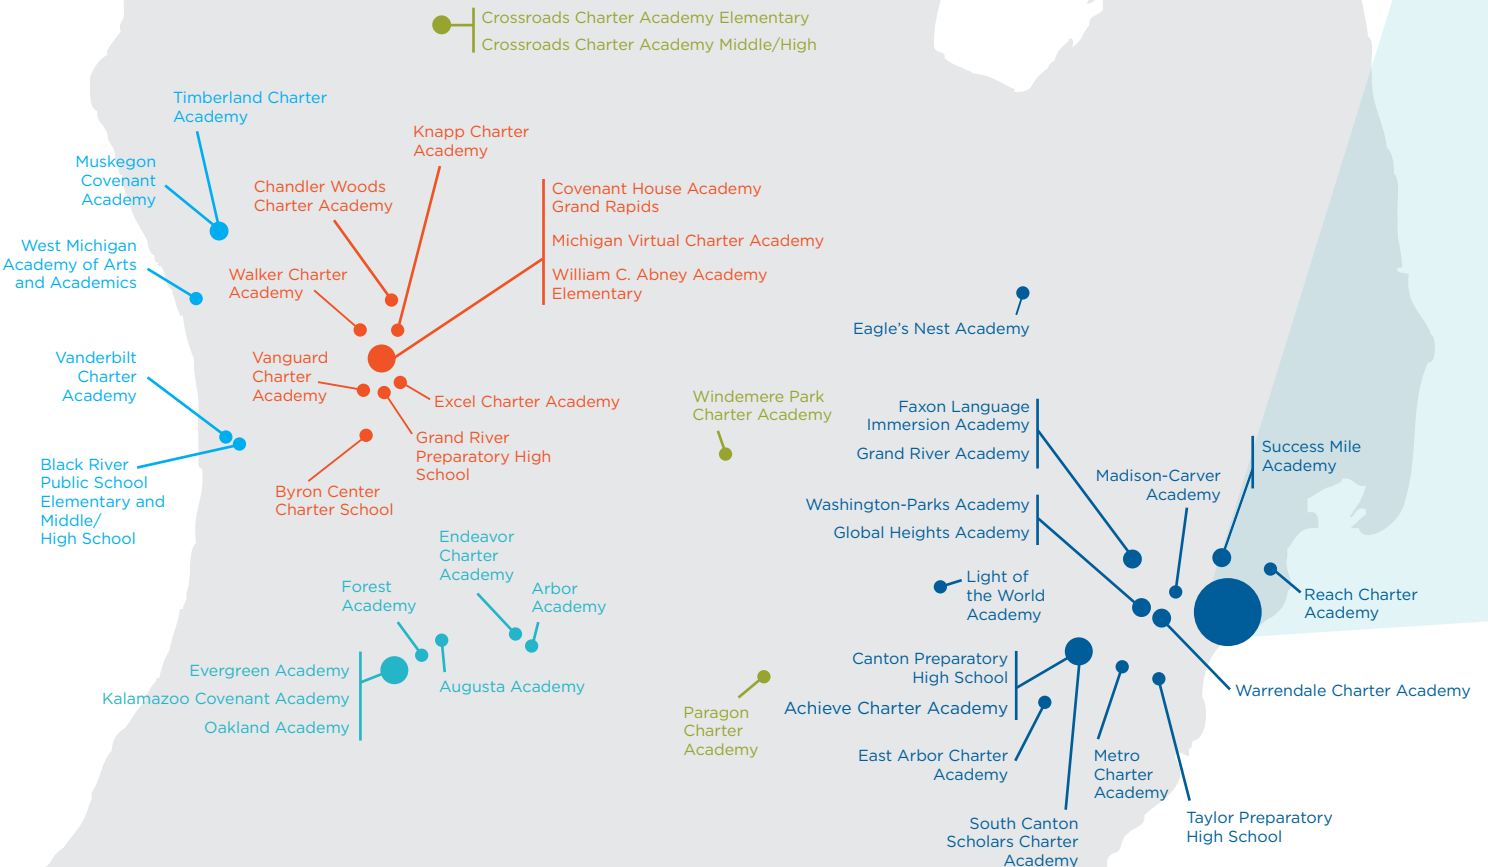 Crossroads Charter Academy Elementary
Crossroads Charter Academy Middle/High
Timberland Charter
Academy
Knapp Charter
Academy
Muskegon
Covenant
Academy
Chandler Woods
Charter Academy
Covenant House Academy
Grand Rapids
Michigan Virtual Charter Academy
William C. Abney Academy
Elementary
West Michigan
Academy of Arts
and Academics
Walker Charter
Academy
Eagle's Nest Academy
Vanderbilt
Charter
Academy
Vanguard
Charter
Academy
Excel Charter Academy
Grand River
Preparatory High
School
Windemere Park
Charter Academy
Faxon Language
Immersion Academy
Grand River Academy
Success Mile
Academy
Black River
Public School
Elementary and
Middle/
High School
Byron Center
Charter School
Madison-Carver
Academy
Washington-Parks Academy
Global Heights Academy
Endeavor
Charter
Academy
Forest
Academy
Arbor
Academy
Light of
the World
Academy
Reach Charter
Academy
Evergreen Academy
Kalamazoo Covenant Academy
Oakland Academy
Augusta Academy
Canton Preparatory
High School
Achieve Charter Academy
Warrendale Charter Academy
Paragon
Charter
Academy
East Arbor Charter
Academy
Metro
Charter
Academy
South Canton
Scholars Charter
Academy
Taylor Preparatory
High School